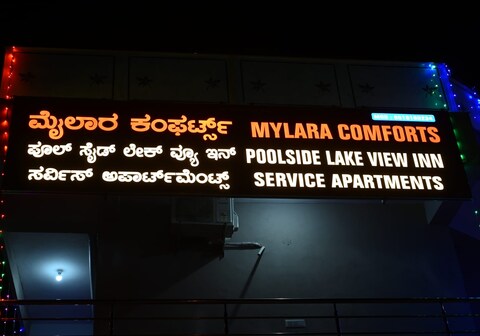 ಮೈಲಾರ ಕಂಫರ್ಟ್ಸ್ MYLARA COMFORTS
ಪೂಲ್ ಸೈಡ್ ಲೇಕ್ ವ್ಯೂ ಇನ್ POOLSIDE LAKE VIEW INN
ಸರ್ವಿಸ್ ಅಪಾರ್ಟ್‌ಮೆಂಟ್ಸ್ SERVICE APARTMENTS